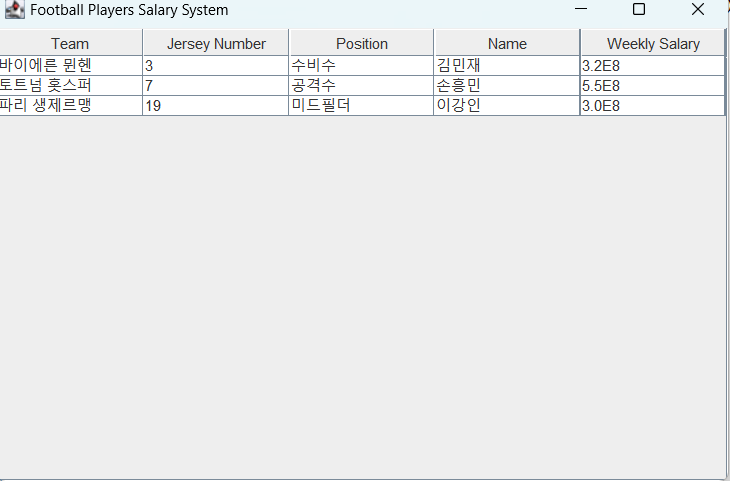 Football Players Salary System
Team Jersey Number Position Name Weekly Salary
바이에른 뮌헨 3 수비수 김민재 3.2E8
토트넘 홋스퍼 7 공격수 손흥민 5.5E8
파리 생제르맹 19 미드필더 이강인 3.0E8